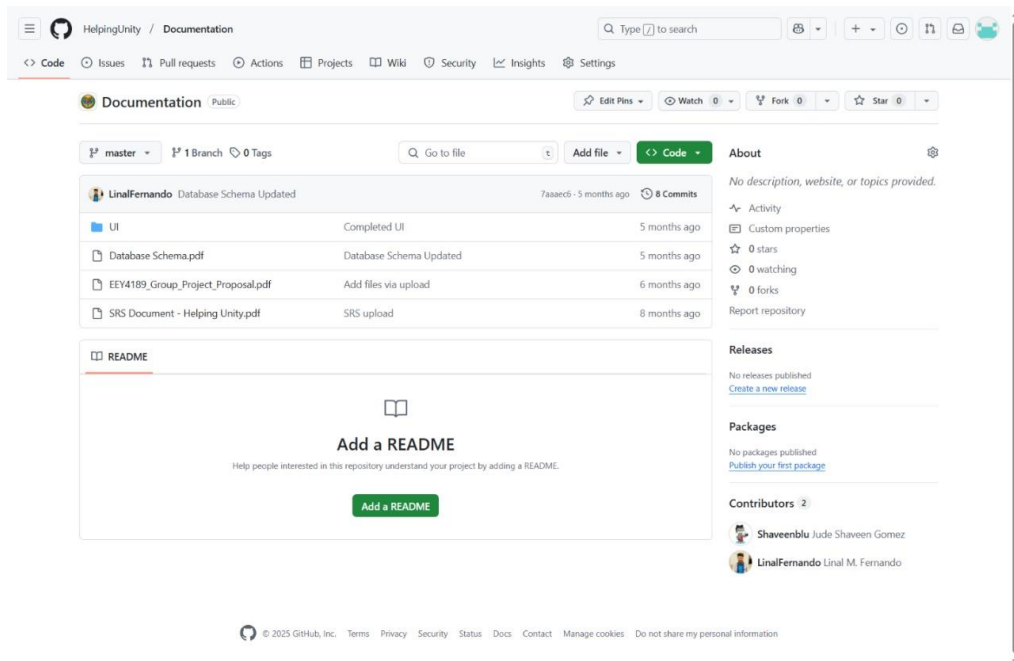 HelpingUnity / Documentation
Type / to search
Code Issues Pull requests Actions Projects Wiki Security Insights Settings
Documentation Public
Edit Pins Watch 0 Fork 0 Star 0
master 1 Branch 0 Tags
Go to file t
Add file
Code
LinalFernando Database Schema Updated 7aaaec6 · 5 months ago 8 Commits
UI Completed UI 5 months ago
Database Schema.pdf Database Schema Updated 5 months ago
EEY4189_Group_Project_Proposal.pdf Add files via upload 6 months ago
SRS Document - Helping Unity.pdf SRS upload 8 months ago
README
Add a README
Help people interested in this repository understand your project by adding a README.
Add a README
About
No description, website, or topics provided.
Activity
Custom properties
0 stars
0 watching
0 forks
Report repository
Releases
No releases published
Create a new release
Packages
No packages published
Publish your first package
Contributors 2
Shaveenblu Jude Shaveen Gomez
LinalFernando Linal M. Fernando
© 2025 GitHub, Inc. Terms Privacy Security Status Docs Contact Manage cookies Do not share my personal information